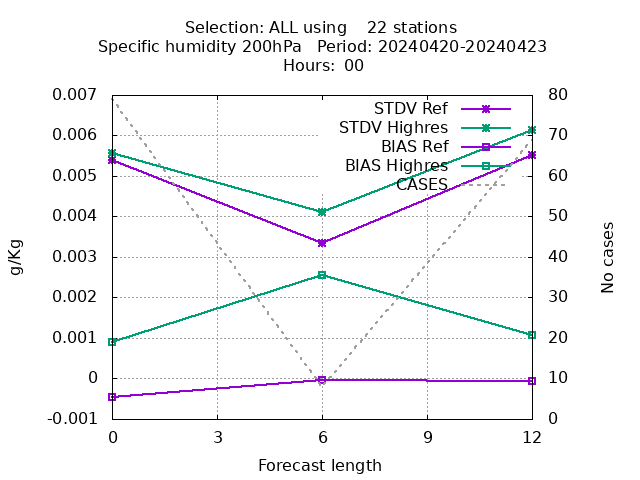 Selection: ALL using    22 stations
Specific humidity 200hPa   Period: 20240420-20240423
Hours: 00
STDV Ref
STDV Highres
BIAS Ref
BIAS Highres
CASES
0.007
0.006
0.005
0.004
0.003
0.002
0.001
0
-0.001
g/Kg
80
70
60
50
40
30
20
10
0
No cases
0 3 6 9 12
Forecast length